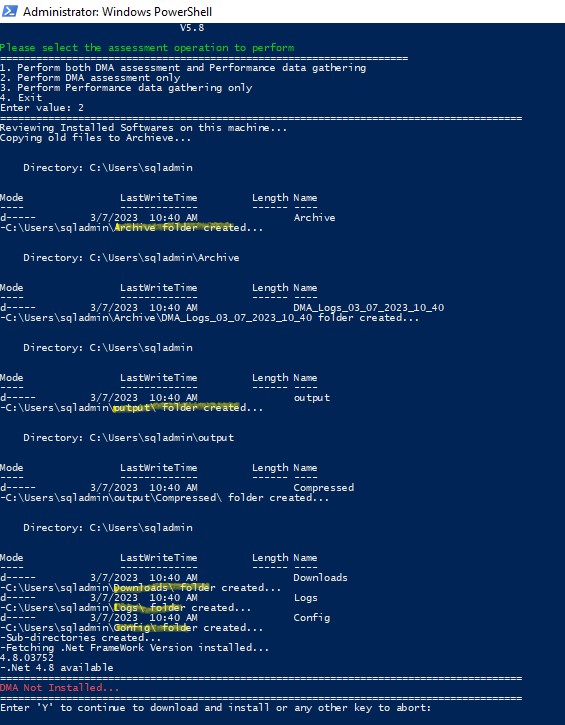 Administrator: Windows PowerShell
V5.8
Please select the assessment operation to perform
====================================================================
1. Perform both DMA assessment and Performance data gathering
2. Perform DMA assessment only
3. Perform Performance data gathering only
4. Exit
Enter value: 2
=======================================================================================
Reviewing Installed Softwares on this machine...
Copying old files to Archieve...
Directory: C:\Users\sqladmin
Mode LastWriteTime Length Name
---- ------------- ------ ----
d----- 3/7/2023 10:40 AM Archive
-C:\Users\sqladmin\Archive folder created...
Directory: C:\Users\sqladmin\Archive
Mode LastWriteTime Length Name
---- ------------- ------ ----
d----- 3/7/2023 10:40 AM DMA_Logs_03_07_2023_10_40
-C:\Users\sqladmin\Archive\DMA_Logs_03_07_2023_10_40 folder created...
Directory: C:\Users\sqladmin
Mode LastWriteTime Length Name
---- ------------- ------ ----
d----- 3/7/2023 10:40 AM output
-C:\Users\sqladmin\output\ folder created...
Directory: C:\Users\sqladmin\output
Mode LastWriteTime Length Name
---- ------------- ------ ----
d----- 3/7/2023 10:40 AM Compressed
-C:\Users\sqladmin\output\Compressed\ folder created...
Directory: C:\Users\sqladmin
Mode LastWriteTime Length Name
---- ------------- ------ ----
d----- 3/7/2023 10:40 AM Downloads
-C:\Users\sqladmin\Downloads\ folder created...
d----- 3/7/2023 10:40 AM Logs
-C:\Users\sqladmin\Logs\ folder created...
d----- 3/7/2023 10:40 AM Config
-C:\Users\sqladmin\Config\ folder created...
-Sub-directories created...
-Fetching .Net FrameWork Version installed...
4.8.03752
-.Net 4.8 available
=======================================================================================
DMA Not Installed...
=======================================================================================
Enter 'Y' to continue to download and install or any other key to abort: